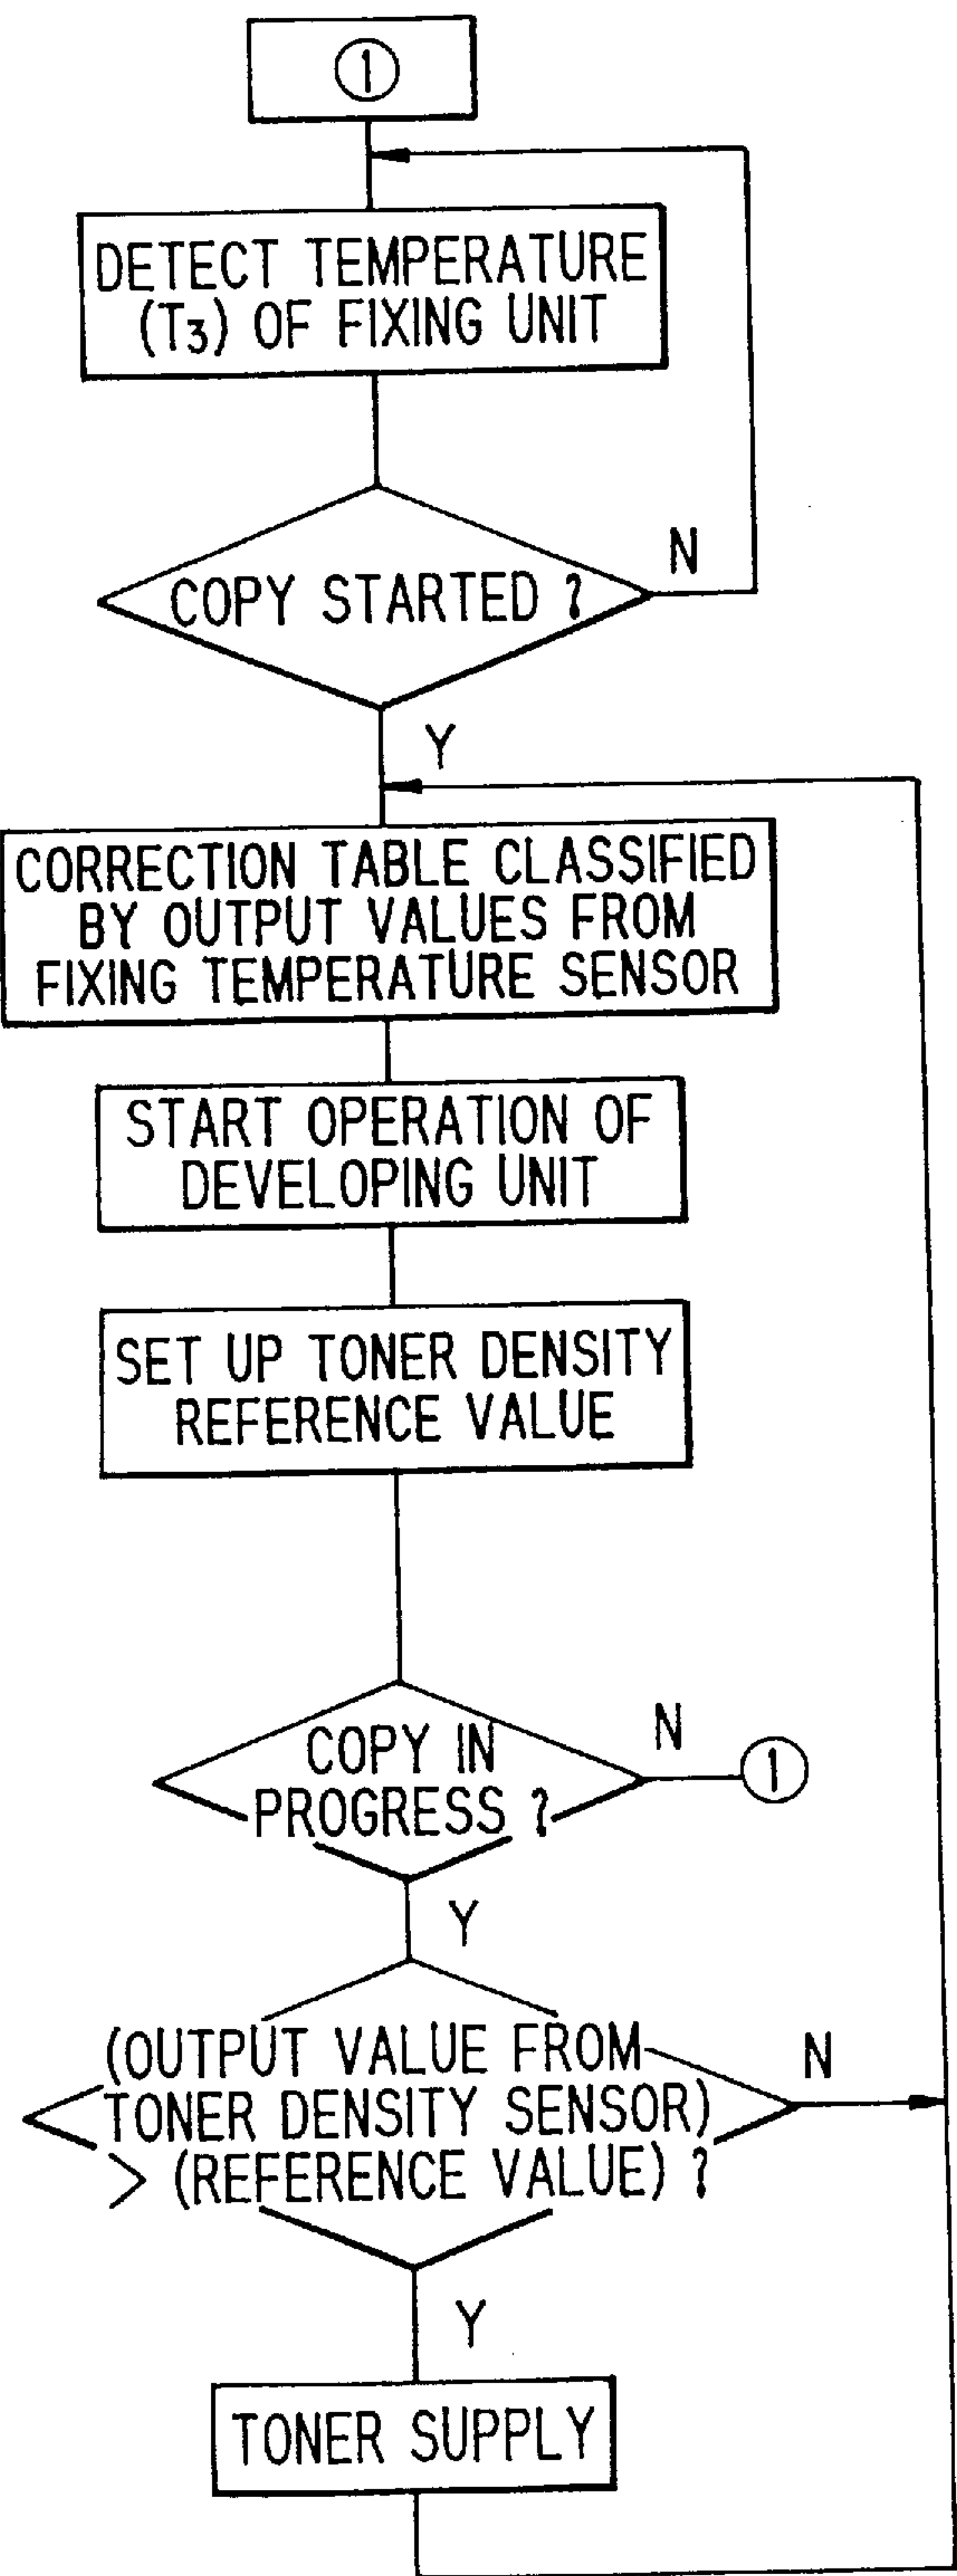 ①
DETECT TEMPERATURE
(T3) OF FIXING UNIT
COPY STARTED ?
N
Y
CORRECTION TABLE CLASSIFIED
BY OUTPUT VALUES FROM
FIXING TEMPERATURE SENSOR
START OPERATION OF
DEVELOPING UNIT
SET UP TONER DENSITY
REFERENCE VALUE
COPY IN
PROGRESS ?
N
①
Y
(OUTPUT VALUE FROM
TONER DENSITY SENSOR)
> (REFERENCE VALUE) ?
N
Y
TONER SUPPLY